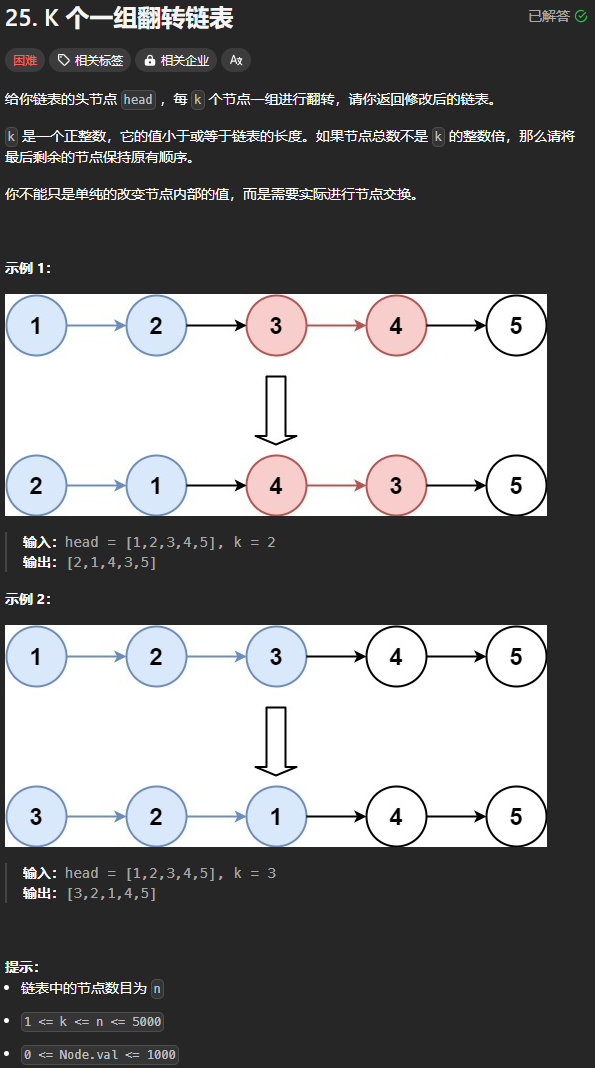 25. K 个一组翻转链表
已解答
困难 相关标签 相关企业 Ax
给你链表的头节点 head ，每 k 个节点一组进行翻转，请你返回修改后的链表。
k 是一个正整数，它的值小于或等于链表的长度。如果节点总数不是 k 的整数倍，那么请将
最后剩余的节点保持原有顺序。
你不能只是单纯的改变节点内部的值，而是需要实际进行节点交换。
示例 1：
1 2 3 4 5
2 1 4 3 5
输入：head = [1,2,3,4,5], k = 2
输出：[2,1,4,3,5]
示例 2：
1 2 3 4 5
3 2 1 4 5
输入：head = [1,2,3,4,5], k = 3
输出：[3,2,1,4,5]
提示：
链表中的节点数目为 n
1 <= k <= n <= 5000
0 <= Node.val <= 1000